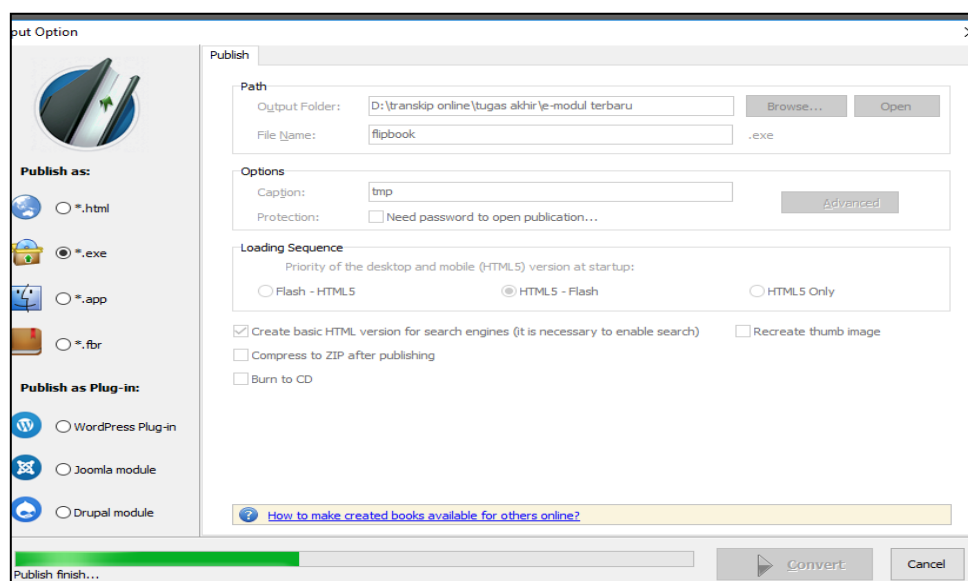 put Option
Publish
Publish as:
*.html
*.exe
*.app
*.fbr
Publish as Plug-in:
WordPress Plug-in
Joomla module
Drupal module
Path
Output Folder: D:\transkip online\tugas akhir\e-modul terbaru Browse... Open
File Name: flipbook .exe
Options
Caption: tmp Advanced
Protection: Need password to open publication...
Loading Sequence
Priority of the desktop and mobile (HTML5) version at startup:
Flash - HTML5 HTML5 - Flash HTML5 Only
Create basic HTML version for search engines (it is necessary to enable search) Recreate thumb image
Compress to ZIP after publishing
Burn to CD
How to make created books available for others online?
Publish finish...
Convert Cancel